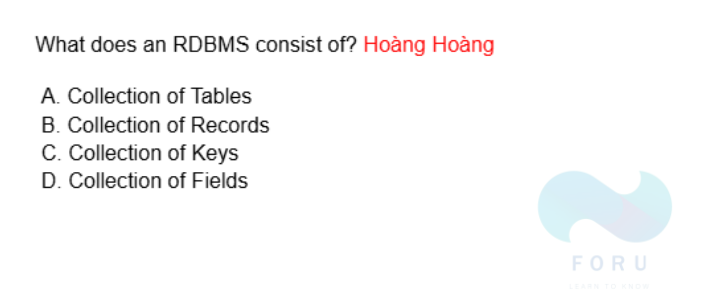 What does an RDBMS consist of? Hoàng Hoàng
A. Collection of Tables
B. Collection of Records
C. Collection of Keys
D. Collection of Fields
FORU